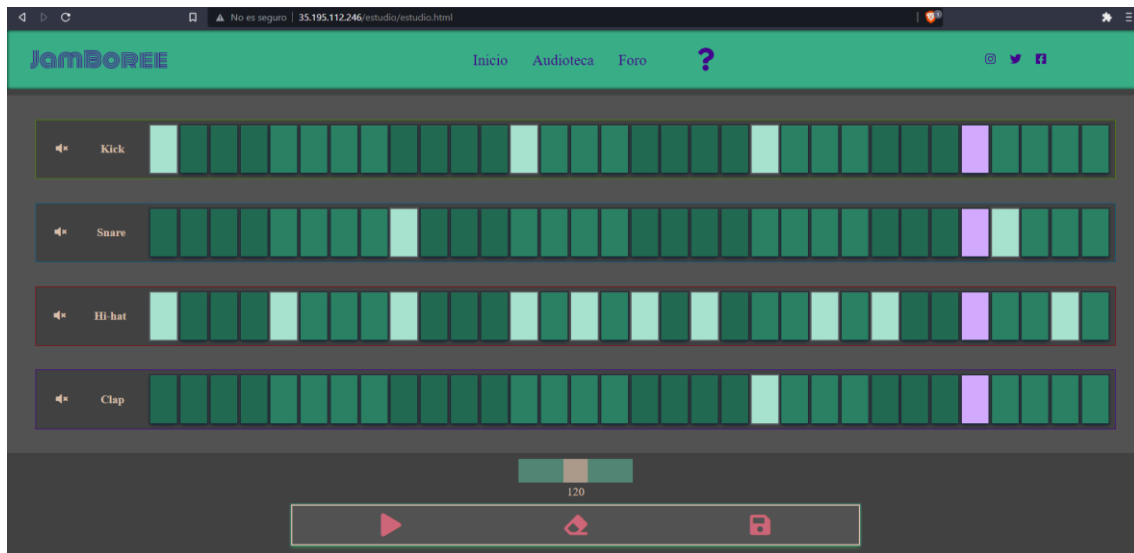 No es seguro | 35.195.112.246/estudio/estudio.html
JamBoree Inicio Audioteca Foro ?
Kick
Snare
Hi-hat
Clap
120